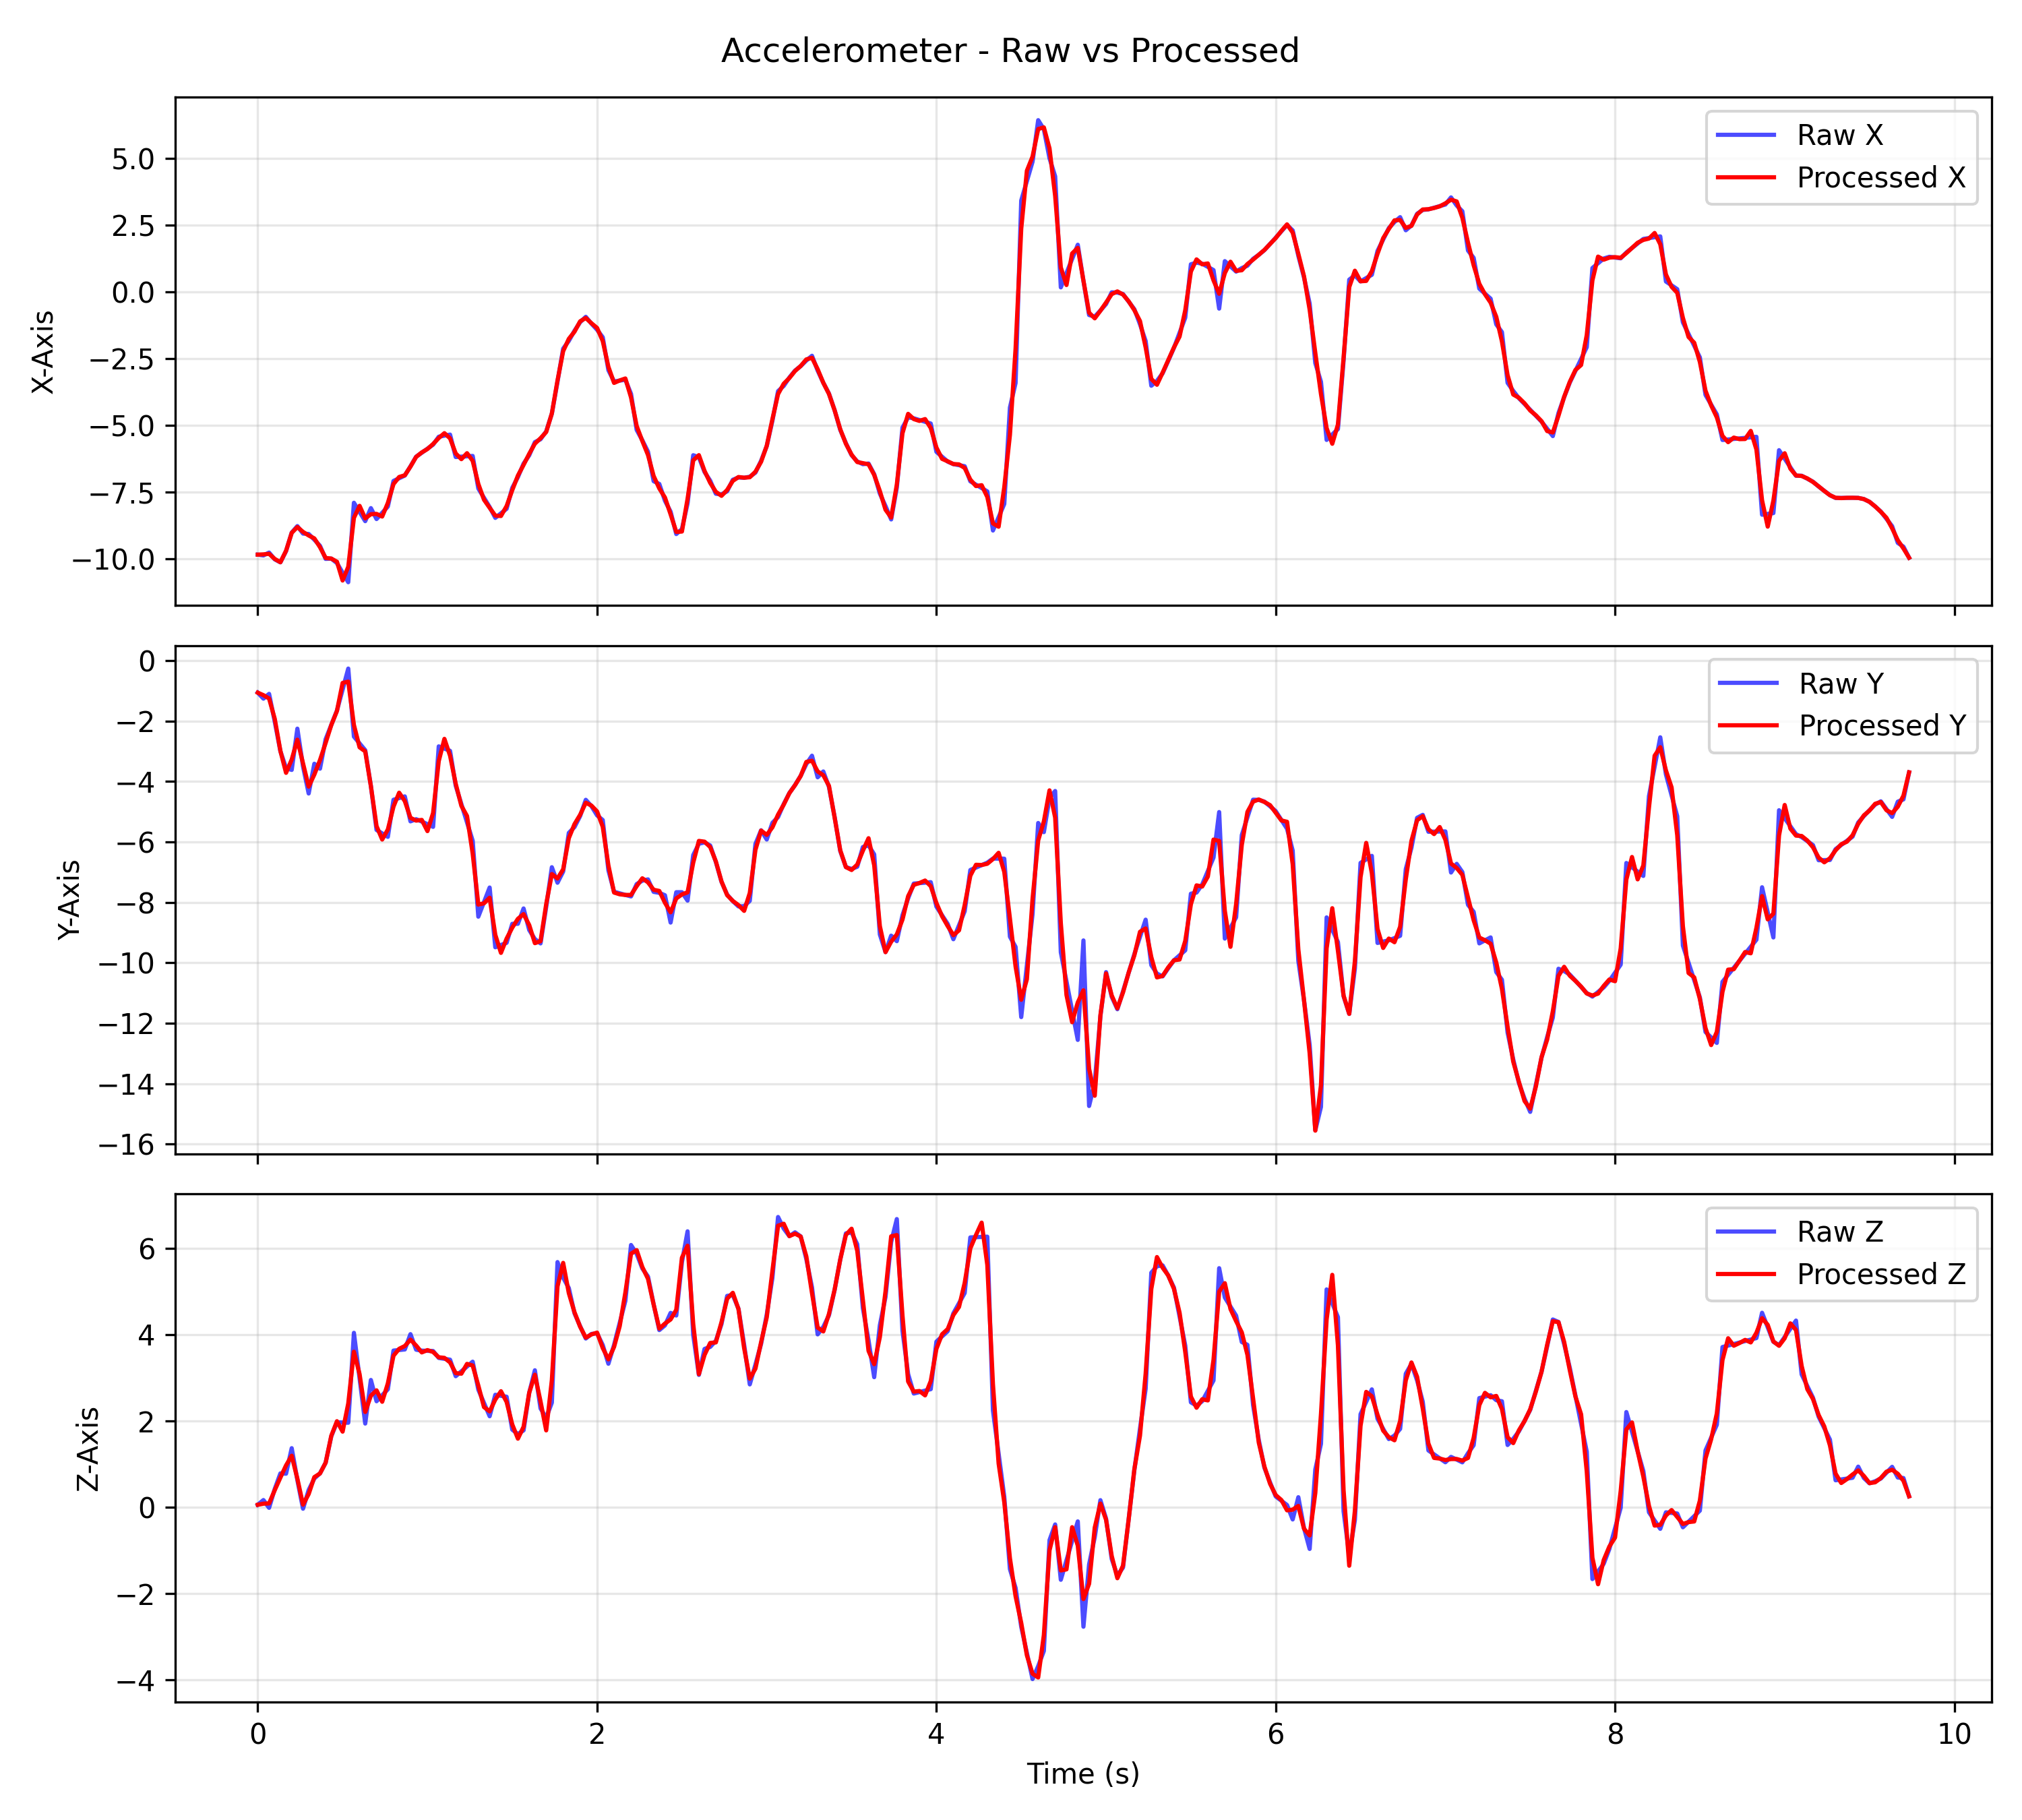 Accelerometer - Raw vs Processed
X-Axis
5.0
2.5
0.0
−2.5
−5.0
−7.5
−10.0
Raw X
Processed X
Y-Axis
0
−2
−4
−6
−8
−10
−12
−14
−16
Raw Y
Processed Y
Z-Axis
6
4
2
0
−2
−4
Raw Z
Processed Z
0 2 4 6 8 10
Time (s)